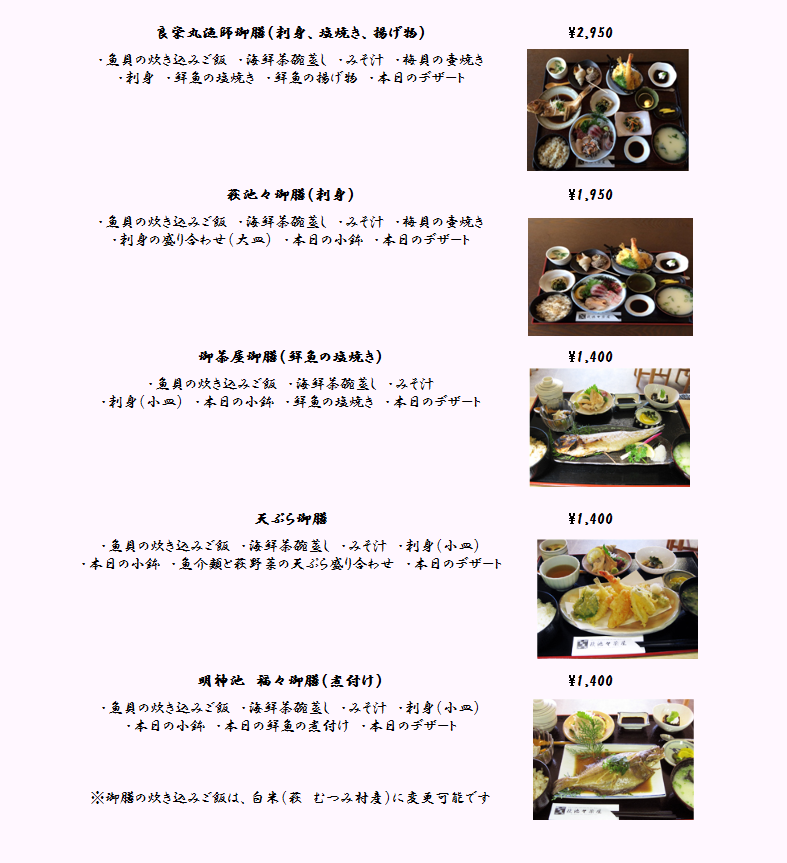 良栄丸漁師御膳(刺身、塩焼き、揚げ物) ¥2,950
・魚貝の炊き込みご飯 ・海鮮茶碗蒸し ・みそ汁 ・梅貝の壷焼き
・刺身 ・鮮魚の塩焼き ・鮮魚の揚げ物 ・本日のデザート
萩池々御膳(刺身) ¥1,950
・魚貝の炊き込みご飯 ・海鮮茶碗蒸し ・みそ汁 ・梅貝の壷焼き
・刺身の盛り合わせ(大皿) ・本日の小鉢 ・本日のデザート
御茶屋御膳(鮮魚の塩焼き) ¥1,400
・魚貝の炊き込みご飯 ・海鮮茶碗蒸し ・みそ汁
・刺身(小皿) ・本日の小鉢 ・鮮魚の塩焼き ・本日のデザート
天ぷら御膳 ¥1,400
・魚貝の炊き込みご飯 ・海鮮茶碗蒸し ・みそ汁 ・刺身(小皿)
・本日の小鉢 ・魚介類と萩野菜の天ぷら盛り合わせ ・本日のデザート
明神池 福々御膳(煮付け) ¥1,400
・魚貝の炊き込みご飯 ・海鮮茶碗蒸し ・みそ汁 ・刺身(小皿)
・本日の小鉢 ・本日の鮮魚の煮付け ・本日のデザート
※御膳の炊き込みご飯は、白米(萩 むつみ村産)に変更可能です